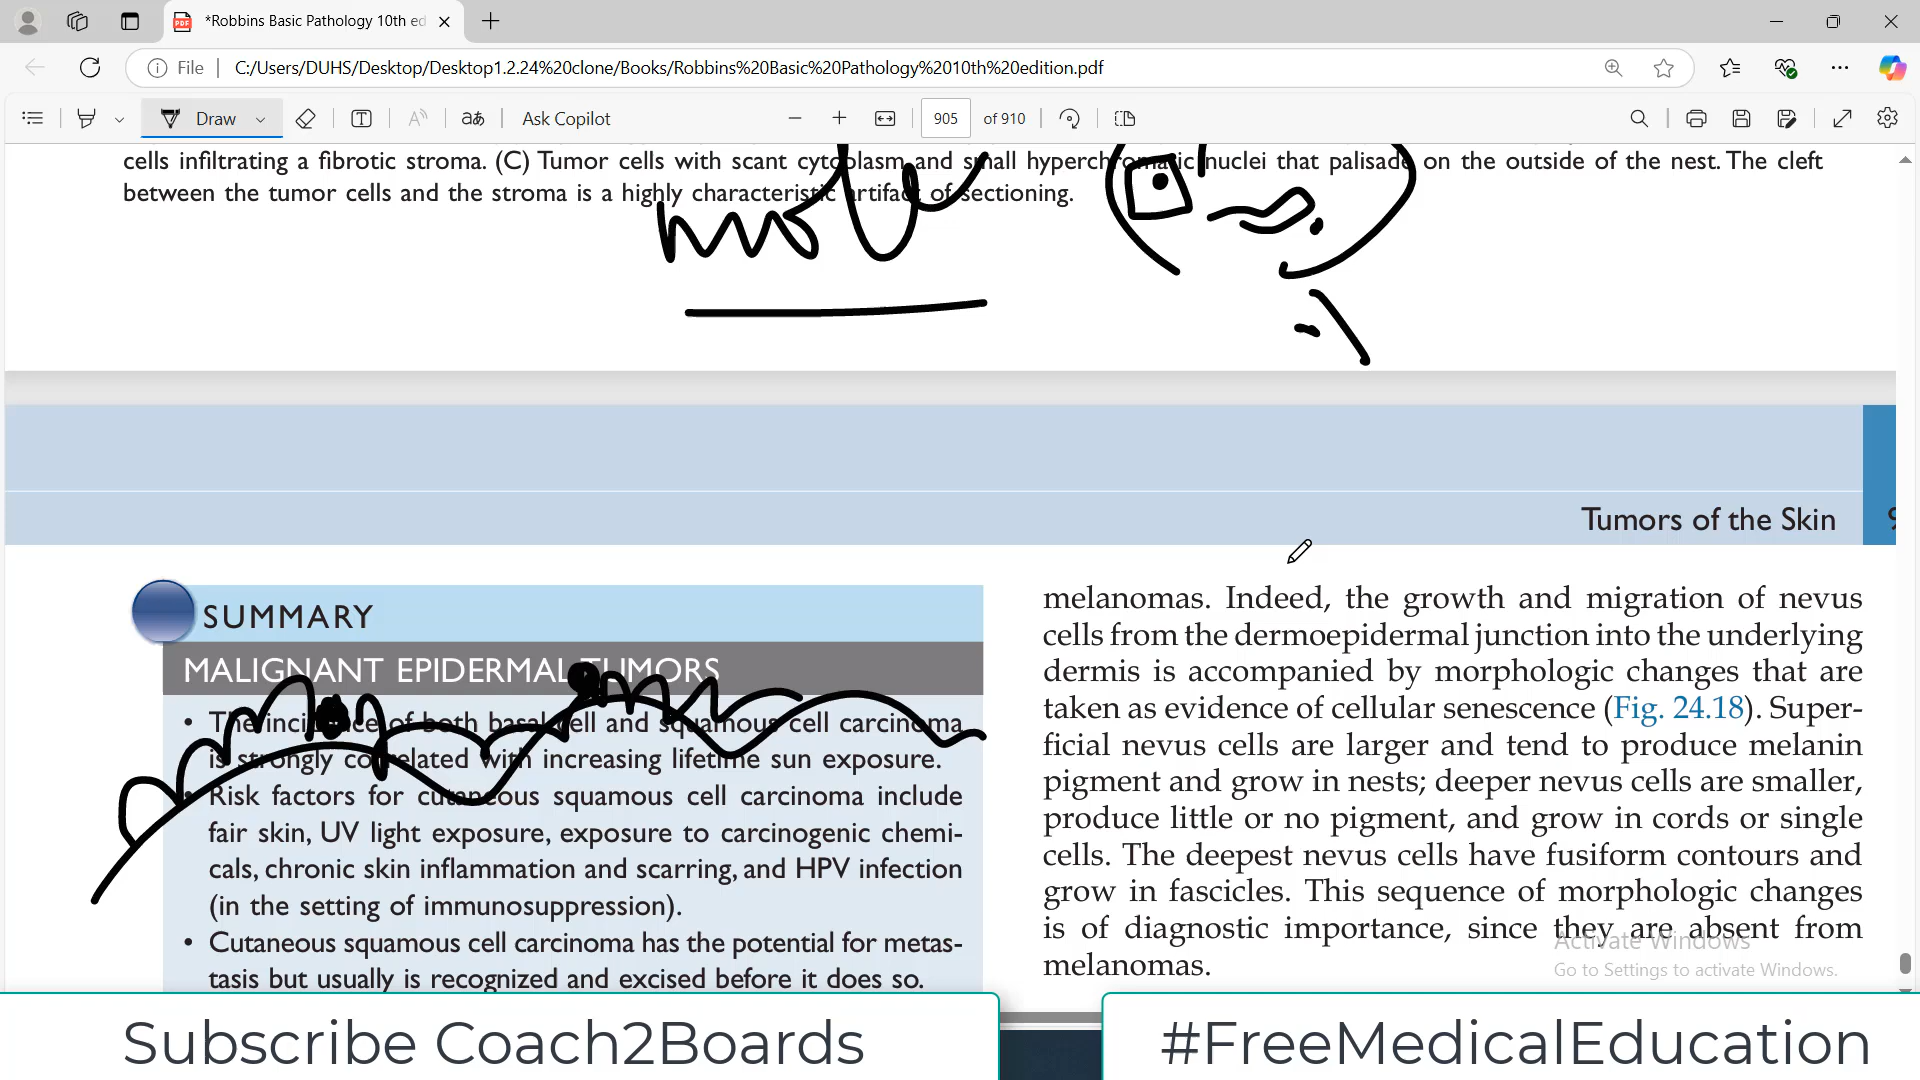 *Robbins Basic Pathology 10th ed
File
C:/Users/DUHS/Desktop/Desktop1.2.24%20clone/Books/Robbins%20Basic%20Pathology%2010th%20edition.pdf
Draw
Ask Copilot
905 of 910
cells infiltrating a fibrotic stroma. (C) Tumor cells with scant cytoplasm and small hyperchromatic nuclei that palisade on the outside of the nest. The cleft
between the tumor cells and the stroma is a highly characteristic artifact of sectioning.
mole
Tumors of the Skin
SUMMARY
MALIGNANT EPIDERMAL TUMORS
• The incidence of both basal cell and squamous cell carcinoma
is strongly correlated with increasing lifetime sun exposure.
• Risk factors for cutaneous squamous cell carcinoma include
fair skin, UV light exposure, exposure to carcinogenic chemi-
cals, chronic skin inflammation and scarring, and HPV infection
(in the setting of immunosuppression).
• Cutaneous squamous cell carcinoma has the potential for metas-
tasis but usually is recognized and excised before it does so.
melanomas. Indeed, the growth and migration of nevus
cells from the dermoepidermal junction into the underlying
dermis is accompanied by morphologic changes that are
taken as evidence of cellular senescence (Fig. 24.18). Super-
ficial nevus cells are larger and tend to produce melanin
pigment and grow in nests; deeper nevus cells are smaller,
produce little or no pigment, and grow in cords or single
cells. The deepest nevus cells have fusiform contours and
grow in fascicles. This sequence of morphologic changes
is of diagnostic importance, since they are absent from
melanomas.
Activate Windows
Go to Settings to activate Windows.
Subscribe Coach2Boards
#FreeMedicalEducation